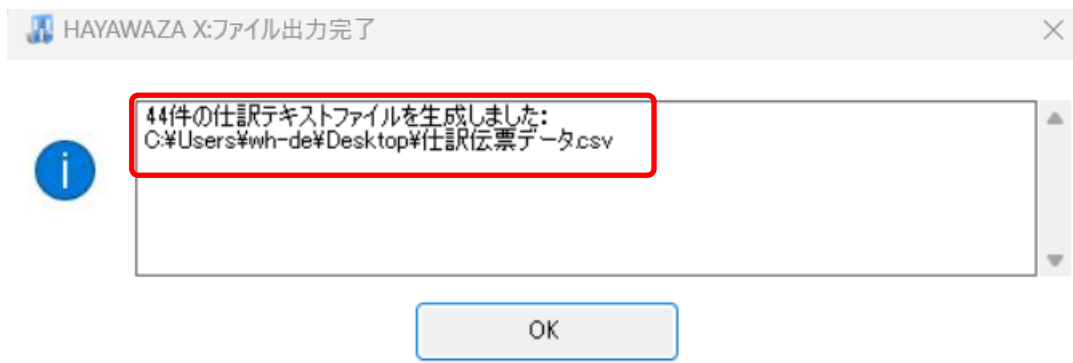 HAYAWAZA X:ファイル出力完了
44件の仕訳テキストファイルを生成しました:
C:¥Users¥wh-de¥Desktop¥仕訳伝票データ.csv
OK